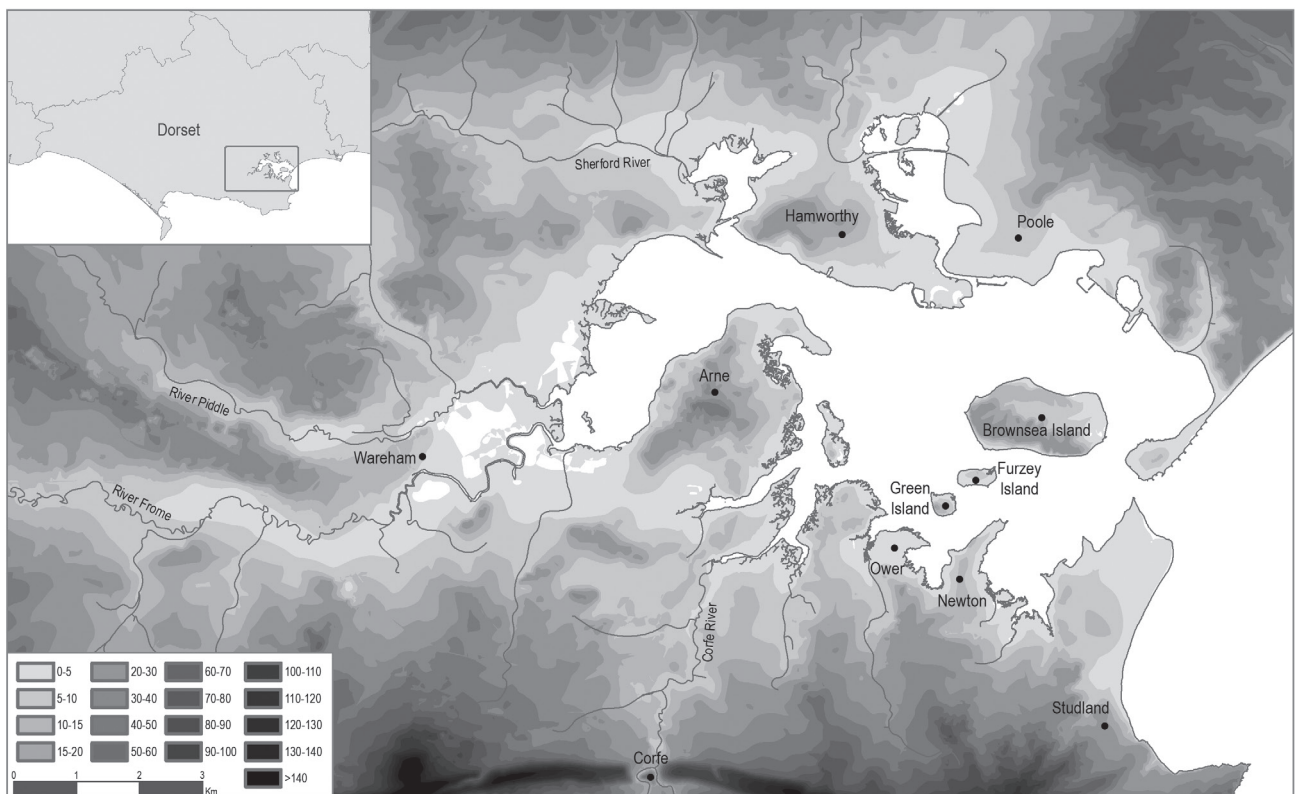 Dorset
Sherford River
Hamworthy
Poole
River Piddle
Arne
Brownsea Island
Wareham
Furzey
Island
Green
Island
River Frome
Ower
Newton
Corfe River
Studland
Corfe
0-5
20-30
60-70
100-110
5-10
30-40
70-80
110-120
10-15
40-50
80-90
120-130
15-20
50-60
90-100
130-140
>140
0 1 2 3
Km